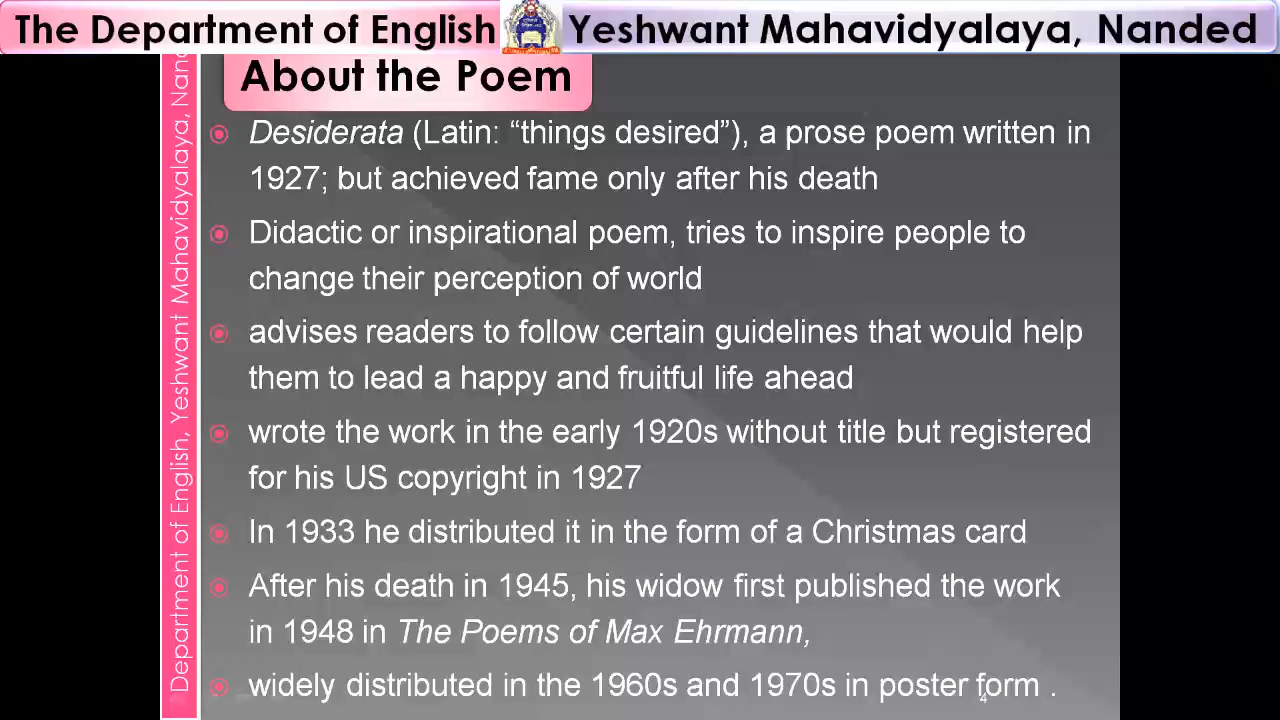 The Department of English Yeshwant Mahavidyalaya, Nanded
About the Poem
Desiderata (Latin: “things desired”), a prose poem written in
1927; but achieved fame only after his death
Didactic or inspirational poem, tries to inspire people to
change their perception of world
advises readers to follow certain guidelines that would help
them to lead a happy and fruitful life ahead
wrote the work in the early 1920s without title but registered
for his US copyright in 1927
In 1933 he distributed it in the form of a Christmas card
After his death in 1945, his widow first published the work
in 1948 in The Poems of Max Ehrmann,
widely distributed in the 1960s and 1970s in poster form .
4
Department of English, Yeshwant Mahavidyalaya,